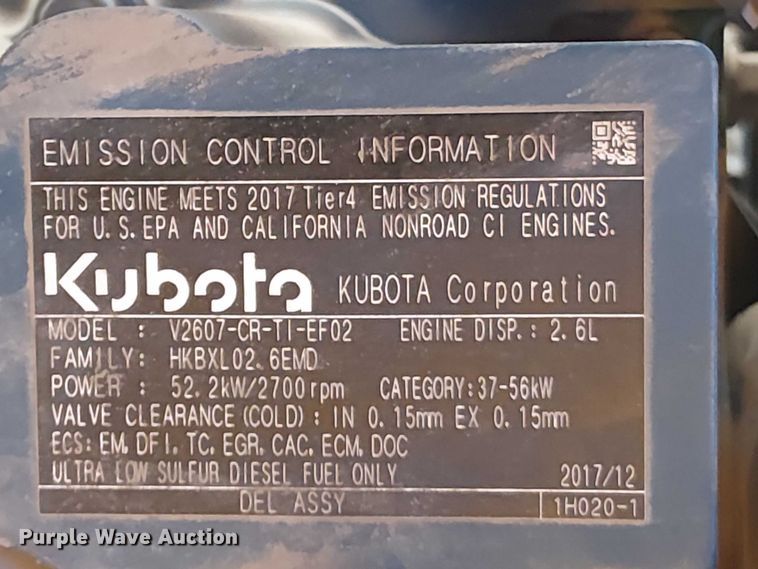 EMISSION CONTROL INFORMATION
THIS ENGINE MEETS 2017 Tier4 EMISSION REGULATIONS
FOR U.S.EPA AND CALIFORNIA NONROAD CI ENGINES.
Kubota KUBOTA Corporation
MODEL : V2607-CR-TI-EF02 ENGINE DISP.: 2.6L
FAMILY: HKBXL02.6EMD
POWER : 52.2kW/2700rpm CATEGORY:37-56kW
VALVE CLEARANCE(COLD): IN 0.15mm EX 0.15mm
ECS: EM, DFI, TC, EGR, CAC, ECM, DOC
ULTRA LOW SULFUR DIESEL FUEL ONLY 2017/12
DEL ASSY 1H020-1
Purple Wave Auction